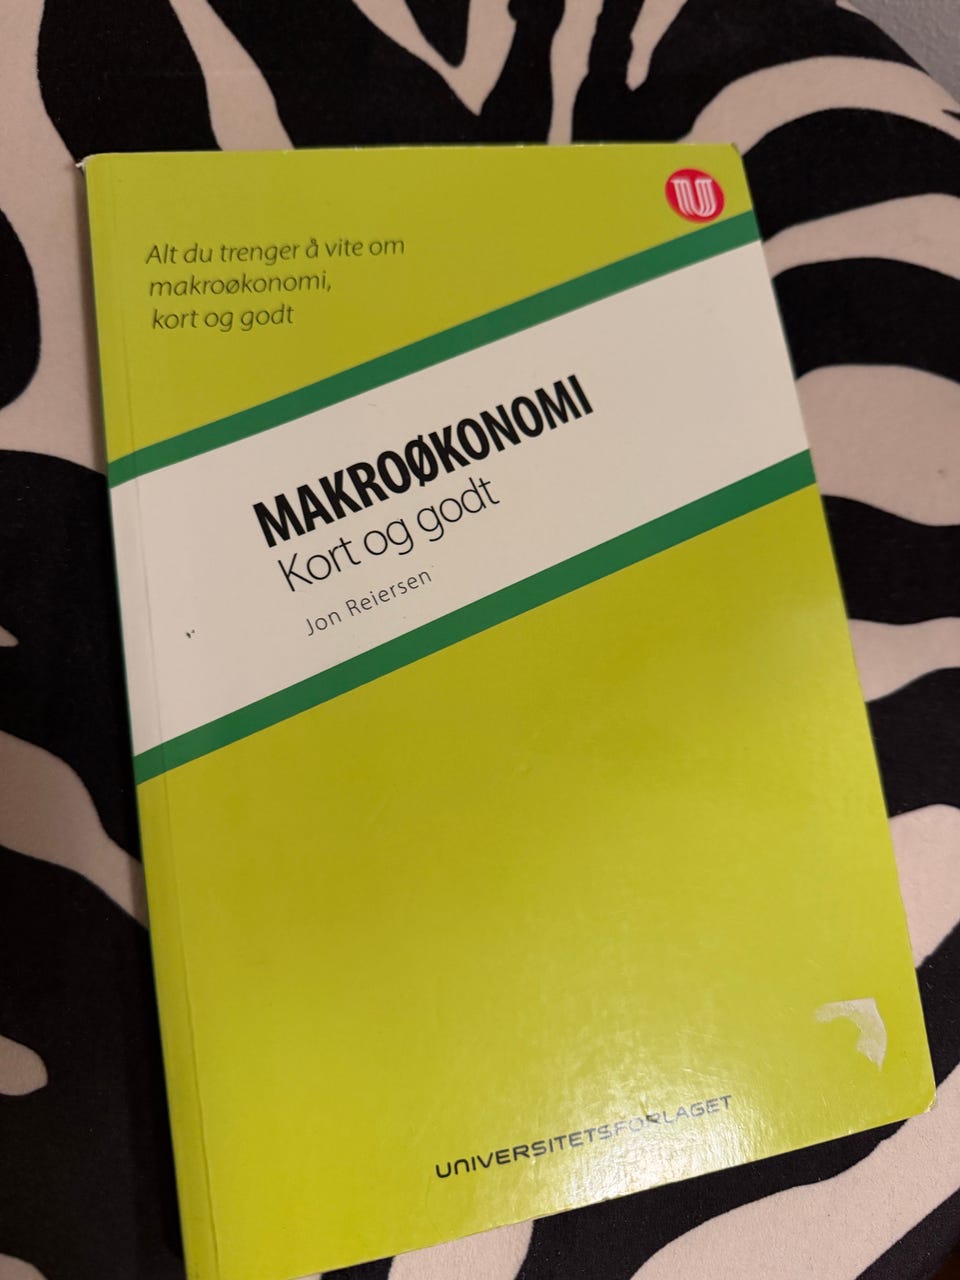 Alt du trenger å vite om
makroøkonomi,
kort og godt
MAKROØKONOMI
Kort og godt
Jon Reiersen
UNIVERSITETSFORLAGET